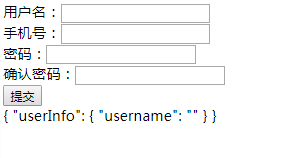 用户名：
手机号：
密码：
确认密码：
提交
{ "userInfo": { "username": "" } }